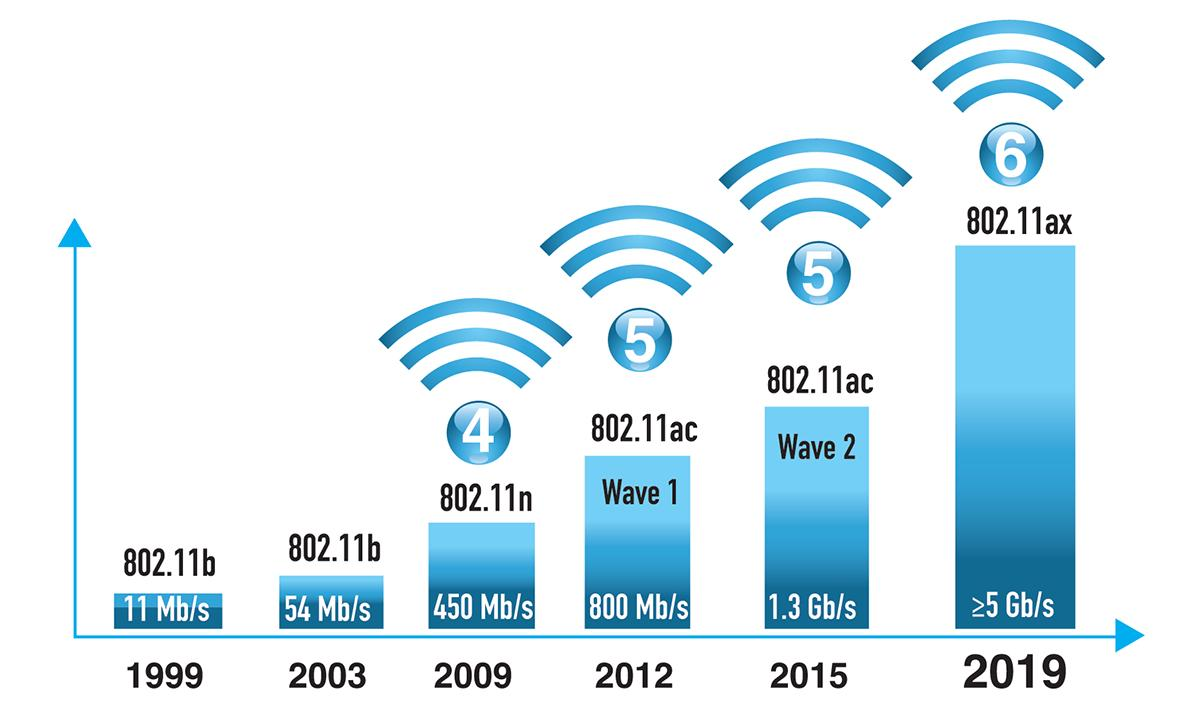 6
802.11ax
5
802.11ac
Wave 2
5
802.11ac
Wave 1
4
802.11n
802.11b
802.11b
11 Mb/s
54 Mb/s
450 Mb/s
800 Mb/s
1.3 Gb/s
≥5 Gb/s
1999
2003
2009
2012
2015
2019